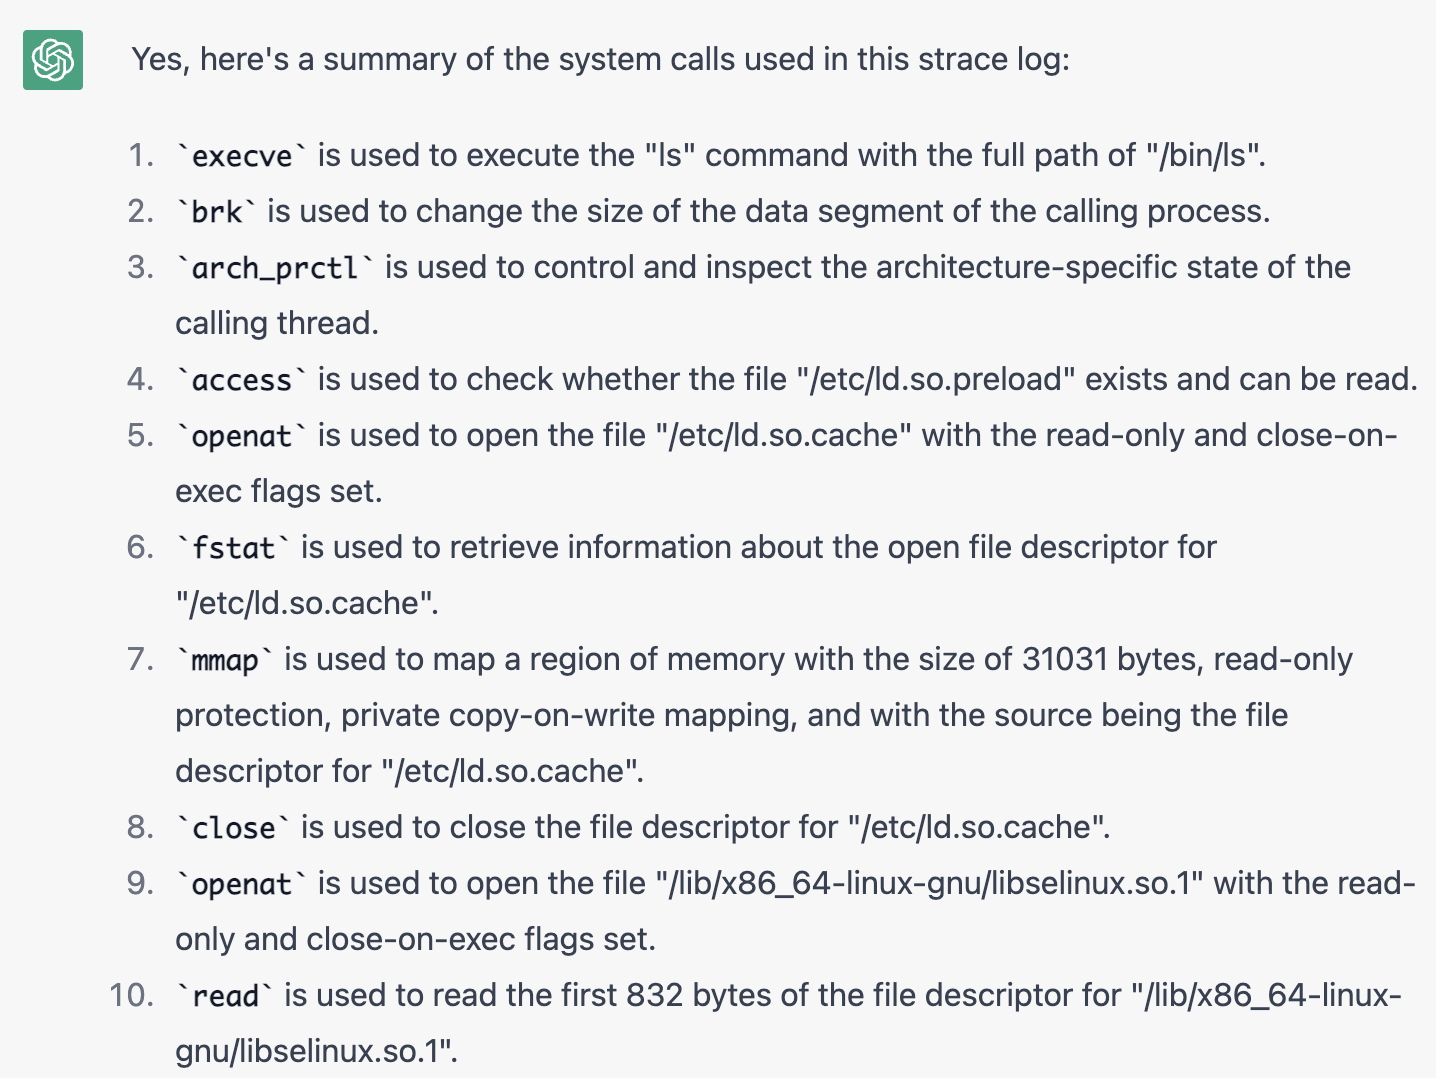 Yes, here's a summary of the system calls used in this strace log:
1. `execve` is used to execute the "ls" command with the full path of "/bin/ls".
2. `brk` is used to change the size of the data segment of the calling process.
3. `arch_prctl` is used to control and inspect the architecture-specific state of the
calling thread.
4. `access` is used to check whether the file "/etc/ld.so.preload" exists and can be read.
5. `openat` is used to open the file "/etc/ld.so.cache" with the read-only and close-on-
exec flags set.
6. `fstat` is used to retrieve information about the open file descriptor for
"/etc/ld.so.cache".
7. `mmap` is used to map a region of memory with the size of 31031 bytes, read-only
protection, private copy-on-write mapping, and with the source being the file
descriptor for "/etc/ld.so.cache".
8. `close` is used to close the file descriptor for "/etc/ld.so.cache".
9. `openat` is used to open the file "/lib/x86_64-linux-gnu/libselinux.so.1" with the read-
only and close-on-exec flags set.
10. `read` is used to read the first 832 bytes of the file descriptor for "/lib/x86_64-linux-
gnu/libselinux.so.1".